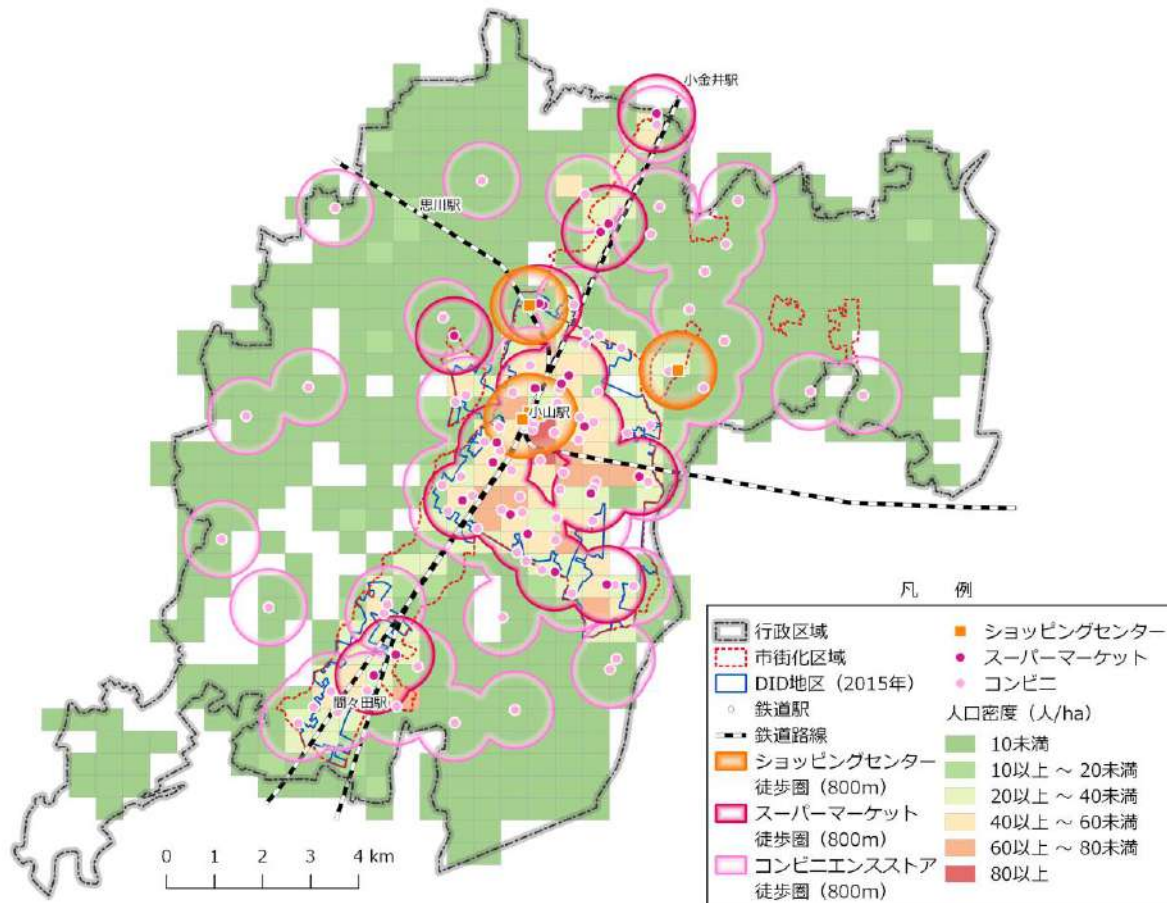 小金井駅
思川駅
小山駅
間々田駅
0 1 2 3 4 km
凡 例
行政区域
市街化区域
DID地区（2015年）
鉄道駅
鉄道路線
ショッピングセンター
徒歩圏（800m）
スーパーマーケット
徒歩圏（800m）
コンビニエンスストア
徒歩圏（800m）
ショッピングセンター
スーパーマーケット
コンビニ
人口密度（人/ha）
10未満
10以上 ～ 20未満
20以上 ～ 40未満
40以上 ～ 60未満
60以上 ～ 80未満
80以上